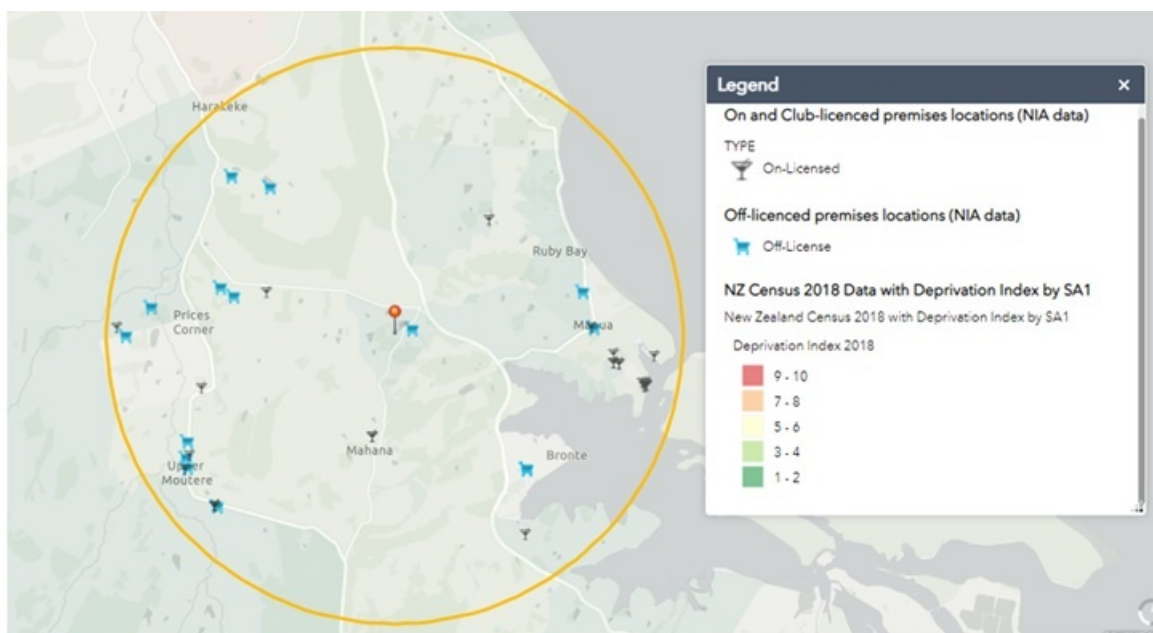 Harakeke
Ruby Bay
Prices
Corner
Mapua
Mahana
Bronte
Upper
Moutere
Legend
On and Club-licenced premises locations (NIA data)
TYPE
On-Licensed
Off-licenced premises locations (NIA data)
Off-License
NZ Census 2018 Data with Deprivation Index by SA1
New Zealand Census 2018 with Deprivation Index by SA1
Deprivation Index 2018
9 - 10
7 - 8
5 - 6
3 - 4
1 - 2